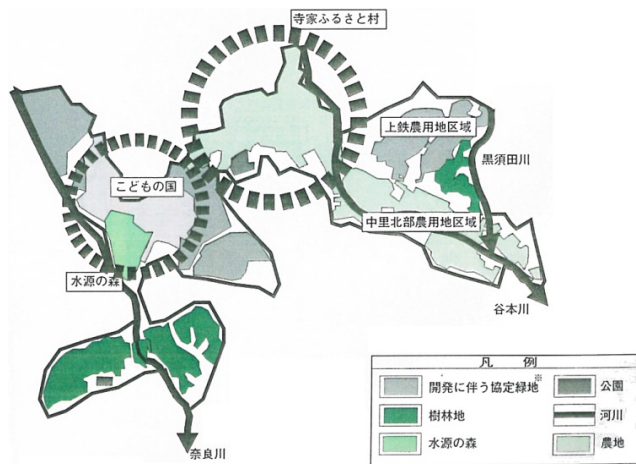 寺家ふるさと村
上鉄農用地区域
黒須田川
こどもの国
中里北部農用地区域
水源の森
谷本川
奈良川
凡 例
開発に伴う協定緑地※
公園
樹林地
河川
水源の森
農地